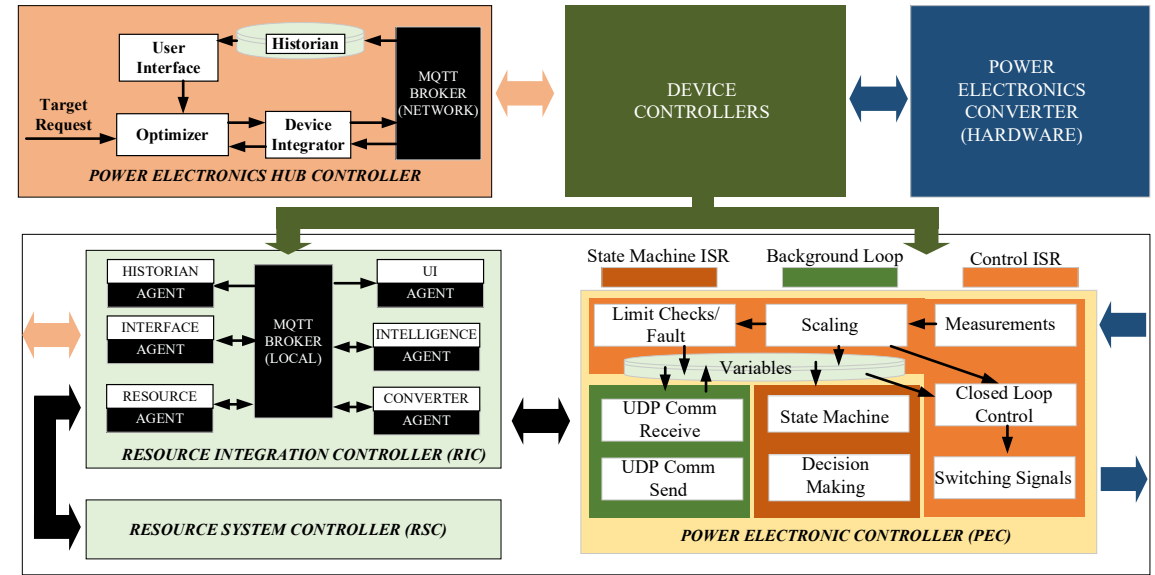 User
Interface
Historian
MQTT
BROKER
(NETWORK)
Target
Request
Optimizer
Device
Integrator
POWER ELECTRONICS HUB CONTROLLER
DEVICE
CONTROLLERS
POWER
ELECTRONICS
CONVERTER
(HARDWARE)
HISTORIAN
AGENT
INTERFACE
AGENT
RESOURCE
AGENT
MQTT
BROKER
(LOCAL)
UI
AGENT
INTELLIGENCE
AGENT
CONVERTER
AGENT
RESOURCE INTEGRATION CONTROLLER (RIC)
RESOURCE SYSTEM CONTROLLER (RSC)
State Machine ISR
Background Loop
Control ISR
Limit Checks/
Fault
Scaling
Measurements
Variables
UDP Comm
Receive
UDP Comm
Send
State Machine
Decision
Making
Closed Loop
Control
Switching Signals
POWER ELECTRONIC CONTROLLER (PEC)